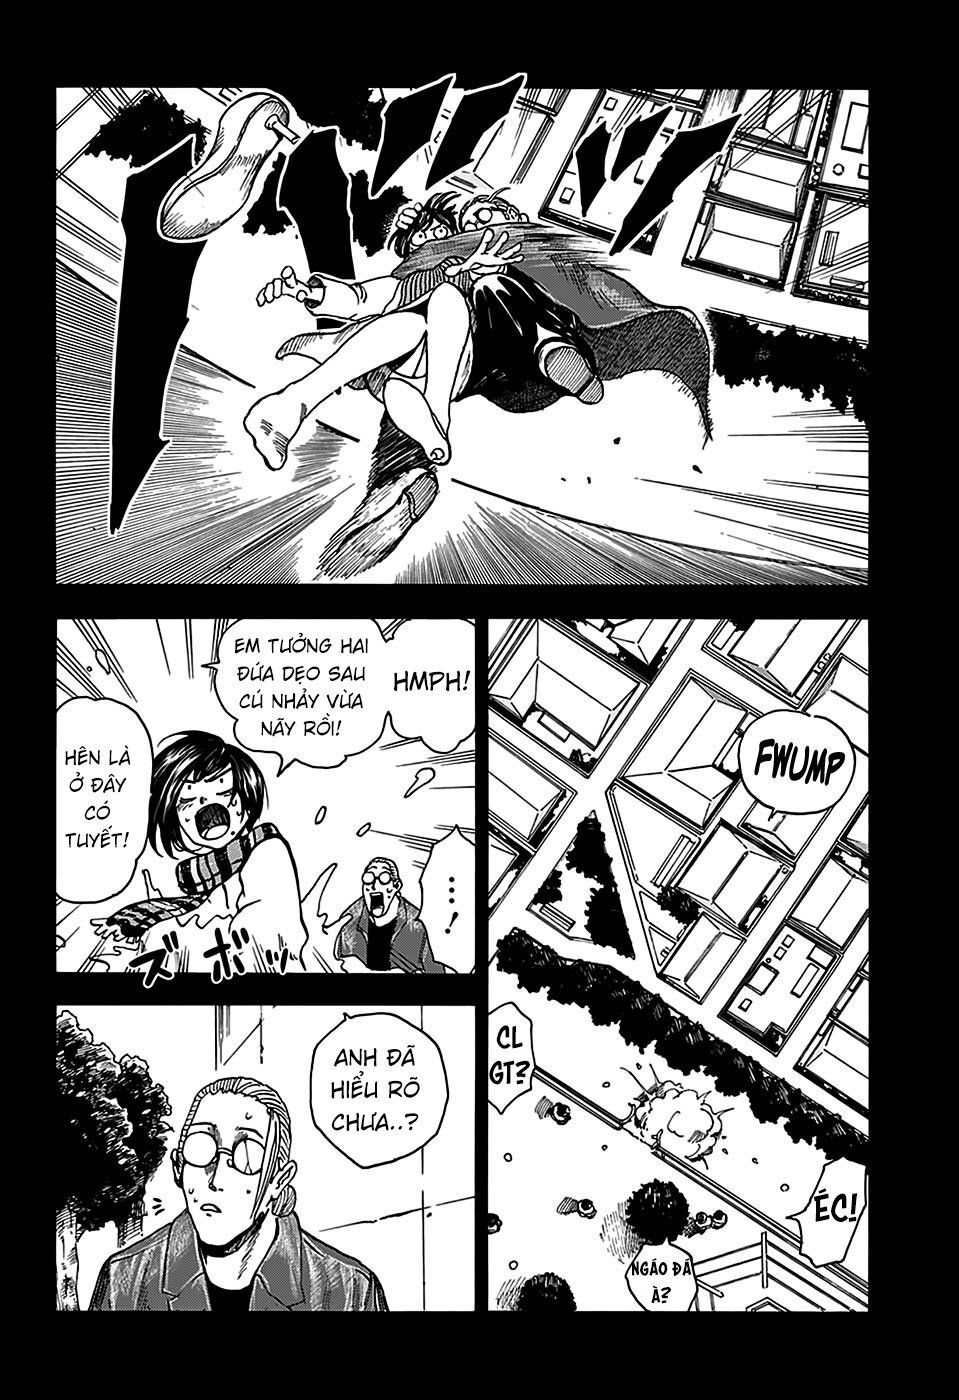 FWUMP
CL
GT?
ÉC!
NGÁO ĐÁ
À?
HMPH!
EM TƯỞNG HAI
ĐỨA DẸO SAU
CÚ NHẢY VỪA
NÃY RỒI!
HÊN LÀ
Ở ĐÂY
CÓ
TUYẾT!
...!
ズボッ
ANH ĐÃ
HIỂU RÕ
CHƯA..?